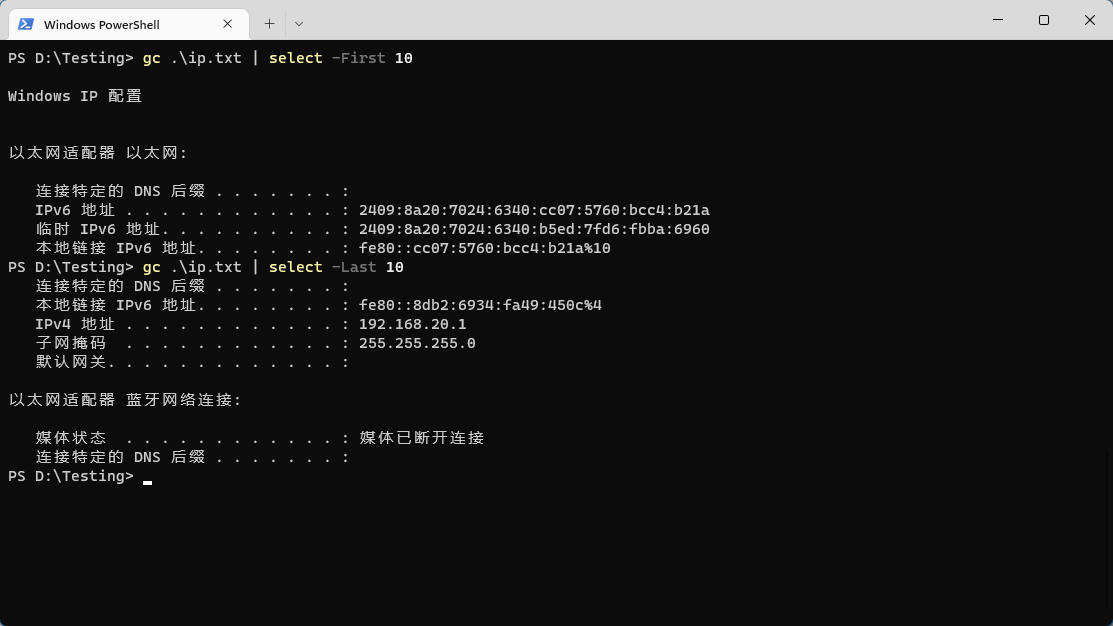 Windows PowerShell
PS D:\Testing> gc .\ip.txt | select -First 10
Windows IP 配置
以太网适配器 以太网:
连接特定的 DNS 后缀 . . . . . . . :
IPv6 地址 . . . . . . . . . . . . : 2409:8a20:7024:6340:cc07:5760:bcc4:b21a
临时 IPv6 地址. . . . . . . . . . : 2409:8a20:7024:6340:b5ed:7fd6:fbba:6960
本地链接 IPv6 地址. . . . . . . . : fe80::cc07:5760:bcc4:b21a%10
PS D:\Testing> gc .\ip.txt | select -Last 10
连接特定的 DNS 后缀 . . . . . . . :
本地链接 IPv6 地址. . . . . . . . : fe80::8db2:6934:fa49:450c%4
IPv4 地址 . . . . . . . . . . . . : 192.168.20.1
子网掩码  . . . . . . . . . . . . : 255.255.255.0
默认网关. . . . . . . . . . . . . :
以太网适配器 蓝牙网络连接:
媒体状态  . . . . . . . . . . . . : 媒体已断开连接
连接特定的 DNS 后缀 . . . . . . . :
PS D:\Testing>